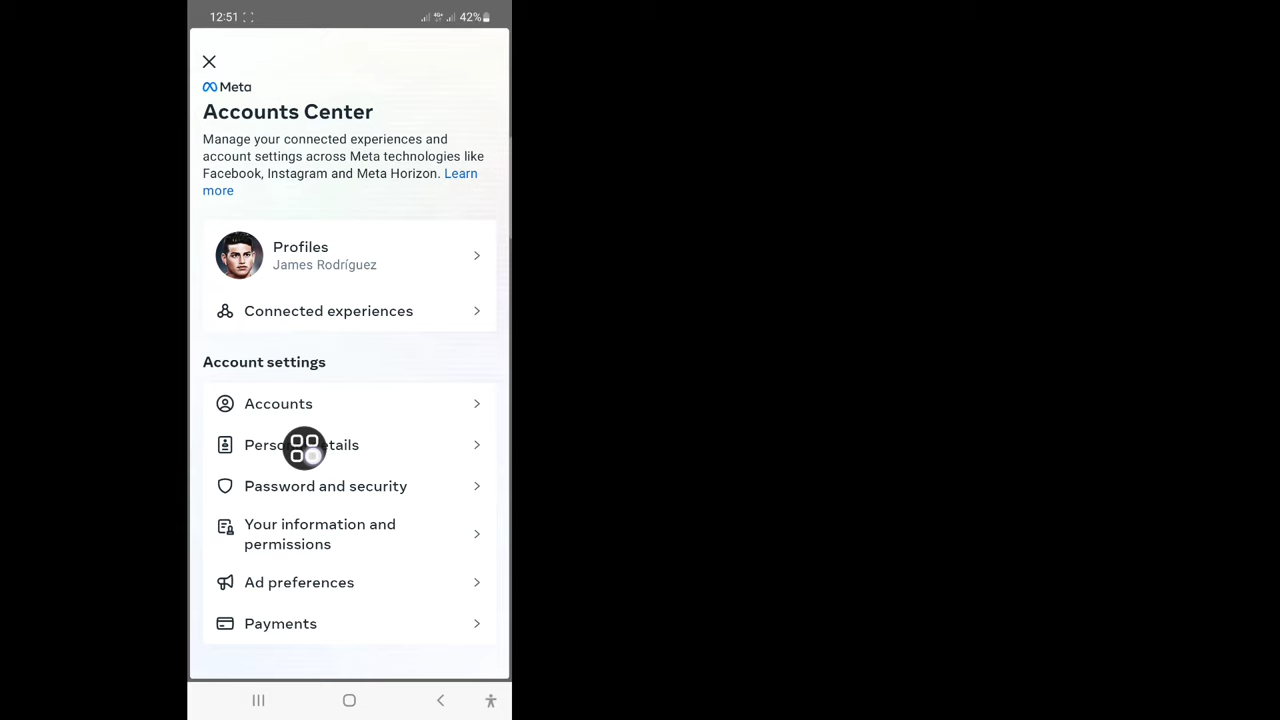 12:51
42%
Meta
Accounts Center
Manage your connected experiences and
account settings across Meta technologies like
Facebook, Instagram and Meta Horizon. Learn
more
Profiles
James Rodríguez
Connected experiences
Account settings
Accounts
Password and security
Your information and
permissions
Ad preferences
Payments